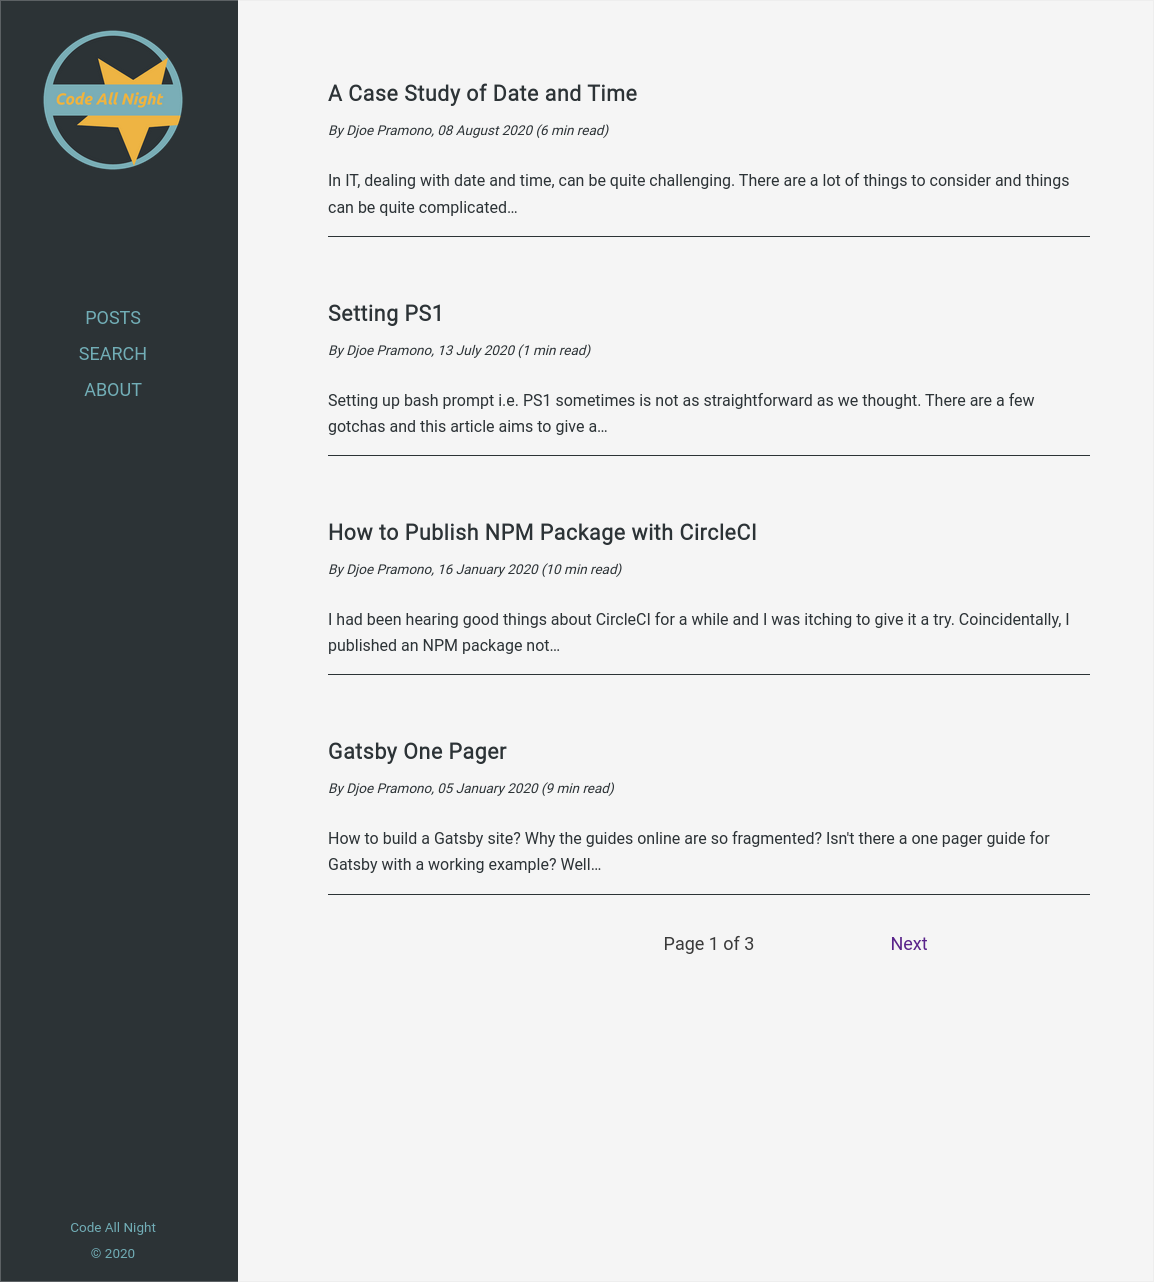 Code All Night
POSTS
SEARCH
ABOUT
Code All Night
© 2020
A Case Study of Date and Time
By Djoe Pramono, 08 August 2020 (6 min read)
In IT, dealing with date and time, can be quite challenging. There are a lot of things to consider and things
can be quite complicated…
Setting PS1
By Djoe Pramono, 13 July 2020 (1 min read)
Setting up bash prompt i.e. PS1 sometimes is not as straightforward as we thought. There are a few
gotchas and this article aims to give a…
How to Publish NPM Package with CircleCI
By Djoe Pramono, 16 January 2020 (10 min read)
I had been hearing good things about CircleCI for a while and I was itching to give it a try. Coincidentally, I
published an NPM package not…
Gatsby One Pager
By Djoe Pramono, 05 January 2020 (9 min read)
How to build a Gatsby site? Why the guides online are so fragmented? Isn't there a one pager guide for
Gatsby with a working example? Well…
Page 1 of 3
Next